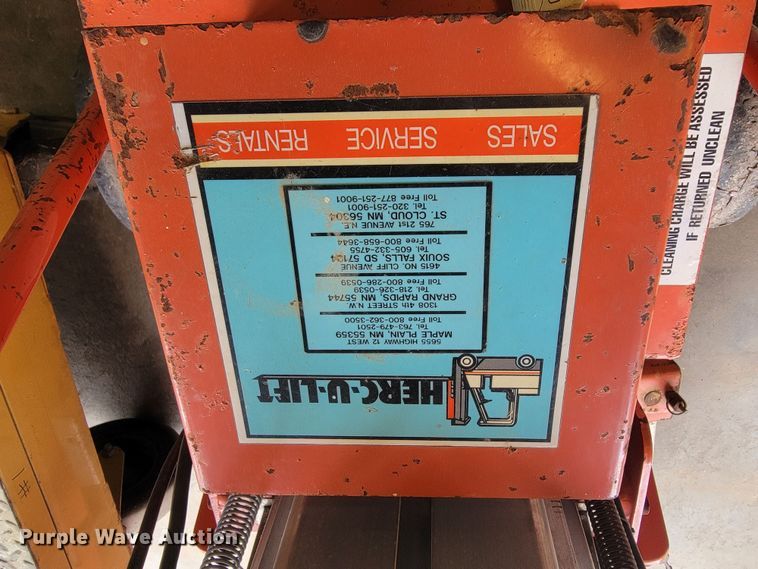 HERC-U-LIFT
5655 HIGHWAY 12 WEST
MAPLE PLAIN, MN 55359
Tel. 763-479-2501
Toll Free 800-362-3500
1308 4th STREET N.W.
GRAND RAPIDS, MN 55744
Tel. 218-326-0539
Toll Free 800-286-0539
4615 NO. CLIFF AVENUE
SOUIX FALLS, SD 57104
Tel. 605-332-4755
Toll Free 800-658-3644
765 21st AVENUE N.E.
ST. CLOUD, MN 56304
Tel. 320-251-9001
Toll Free 877-251-9001
SALES SERVICE RENTALS
CLEANING CHARGE WILL BE ASSESSED
IF RETURNED UNCLEAN
Purple Wave Auction